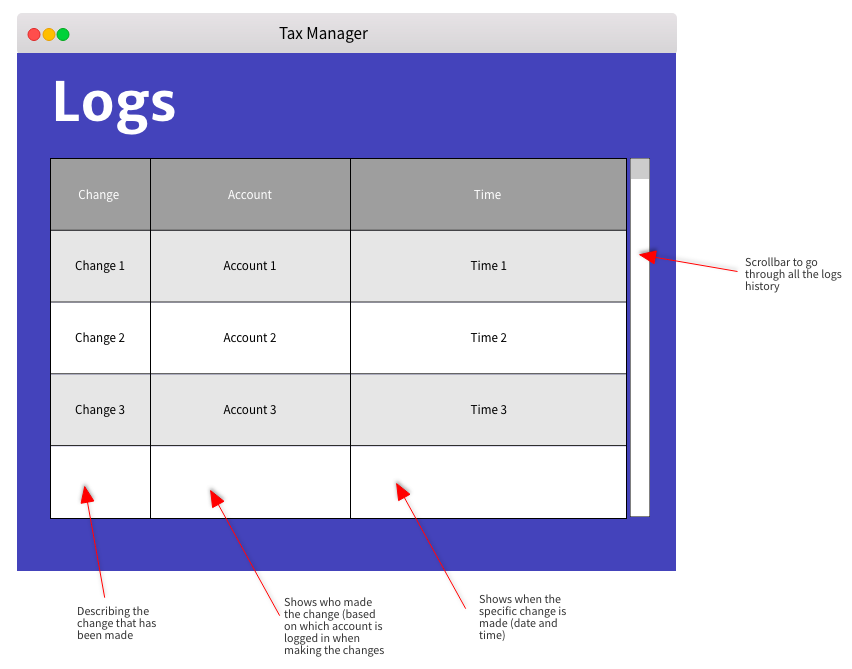 Tax Manager
Logs
Change Account Time
Change 1 Account 1 Time 1
Change 2 Account 2 Time 2
Change 3 Account 3 Time 3
Scrollbar to go
through all the logs
history
Describing the
change that has
been made
Shows who made
the change (based
on which account is
logged in when
making the changes
Shows when the
specific change is
made (date and
time)